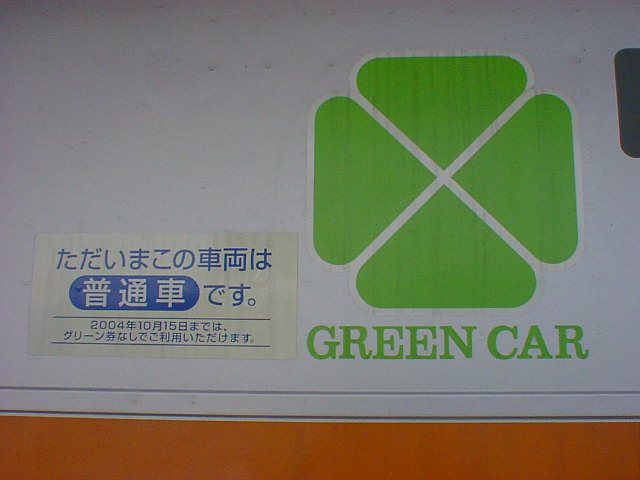 ただいまこの車両は
普通車です。
2004年10月15日までは、
グリーン券なしでご利用いただけます。
GREEN CAR